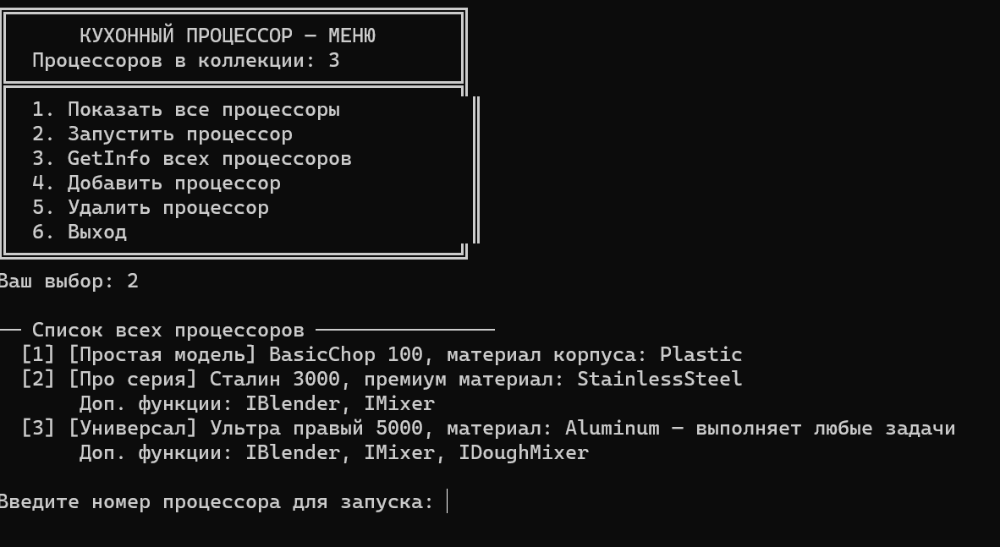 КУХОННЫЙ ПРОЦЕССОР — МЕНЮ
Процессоров в коллекции: 3
1. Показать все процессоры
2. Запустить процессор
3. GetInfo всех процессоров
4. Добавить процессор
5. Удалить процессор
6. Выход
Ваш выбор: 2
Список всех процессоров
[1] [Простая модель] BasicChop 100, материал корпуса: Plastic
[2] [Про серия] Сталин 3000, премиум материал: StainlessSteel
Доп. функции: IBlender, IMixer
[3] [Универсал] Ультра правый 5000, материал: Aluminum — выполняет любые задачи
Доп. функции: IBlender, IMixer, IDoughMixer
Введите номер процессора для запуска: